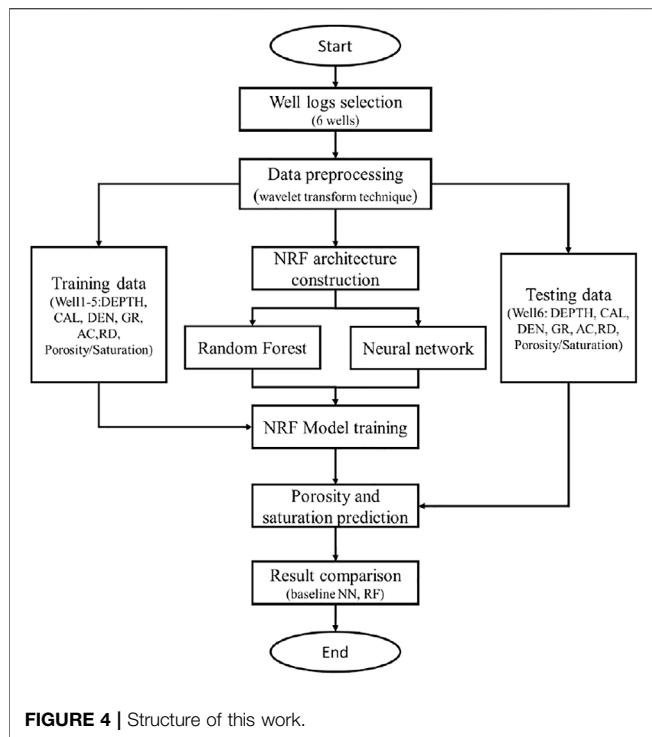 Start
Well logs selection
(6 wells)
Data preprocessing
(wavelet transform technique)
NRF architecture
construction
Training data
(Well1-5:DEPTH,
CAL, DEN, GR,
AC,RD,
Porosity/Saturation)
Testing data
(Well6: DEPTH, CAL,
DEN, GR, AC,RD,
Porosity/Saturation)
Random Forest
Neural network
NRF Model training
Porosity and
saturation prediction
Result comparison
(baseline NN, RF)
End
FIGURE 4 | Structure of this work.